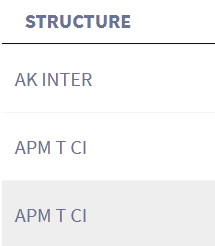 STRUCTURE
AK INTER
APM T CI
APM T CI